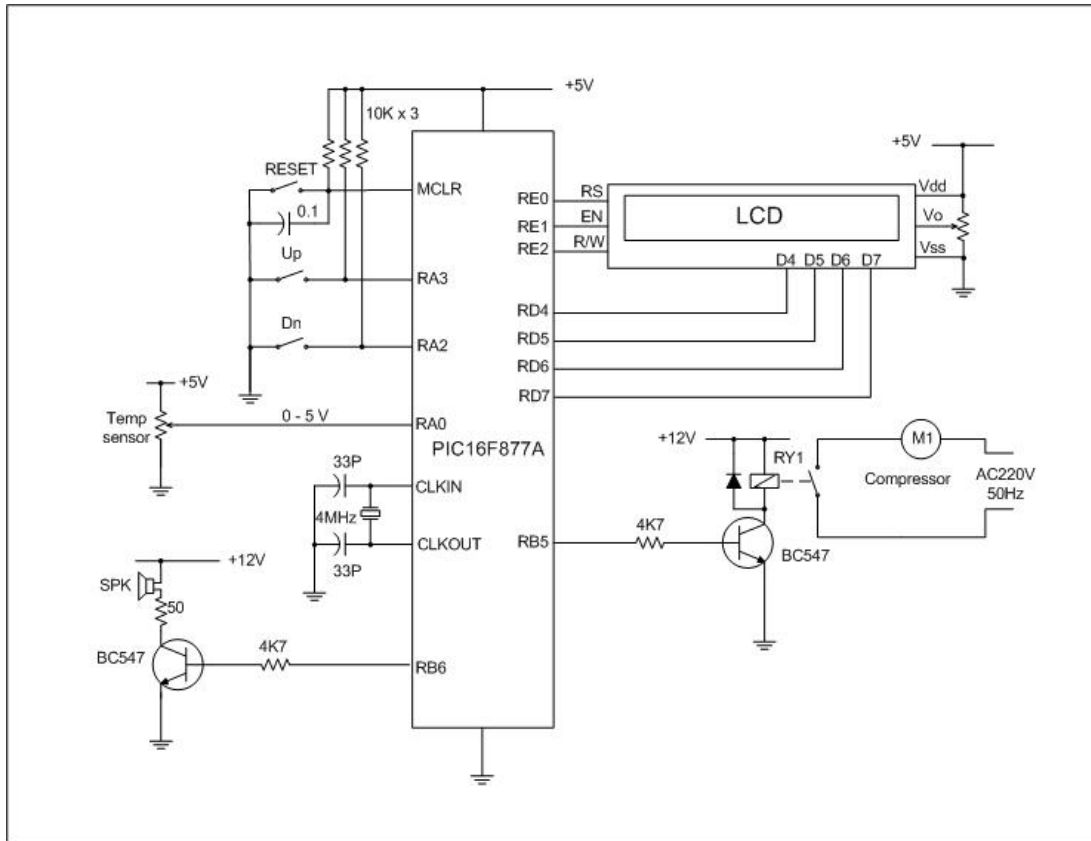 +5V
10K x 3
+5V
RESET
MCLR
Vdd
RE0
RS
0.1
LCD
Vo
RE1
EN
RE2
R/W
Vss
Up
D4 D5 D6 D7
RA3
RD4
Dn
RD5
RA2
RD6
+5V
RD7
Temp
sensor
0 - 5 V
RA0
PIC16F877A
+12V
M1
RY1
33P
Compressor
AC220V
50Hz
CLKIN
4MHz
4K7
CLKOUT
RB5
BC547
33P
+12V
SPK
50
4K7
BC547
RB6